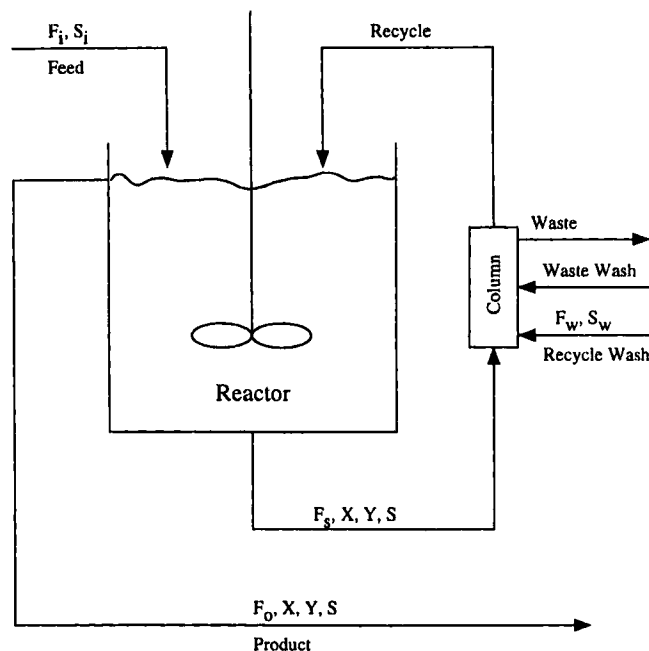 F_i, S_i
Feed
Recycle
Waste
Waste Wash
F_w, S_w
Recycle Wash
Column
Reactor
F_s, X, Y, S
F_o, X, Y, S
Product